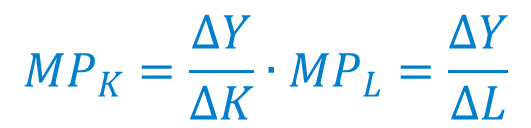 MP_K = ΔY/ΔK · MP_L = ΔY/ΔL